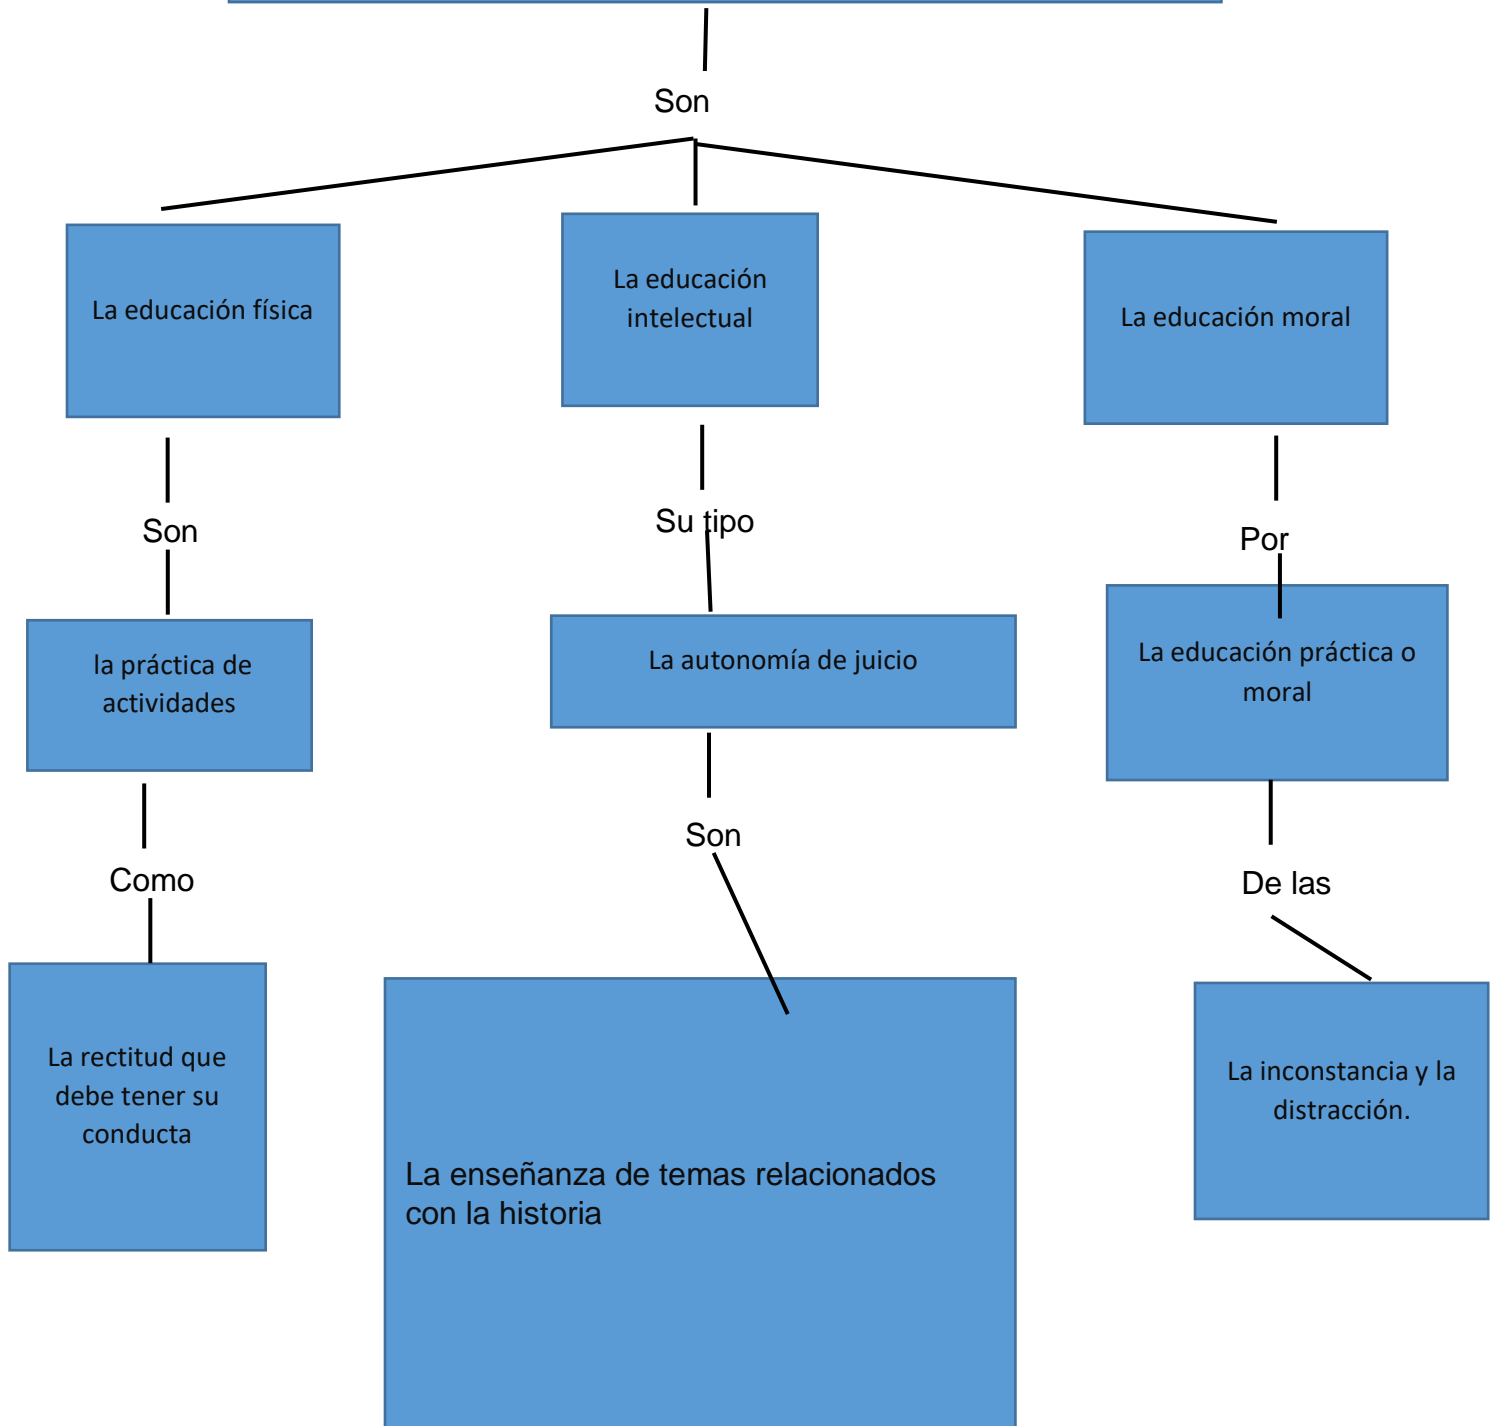 Son
La educación física
La educación
intelectual
La educación moral
Son
Su tipo
Por
la práctica de
actividades
La autonomía de juicio
La educación práctica o
moral
Como
Son
De las
La rectitud que
debe tener su
conducta
La enseñanza de temas relacionados
con la historia
La inconstancia y la
distracción.